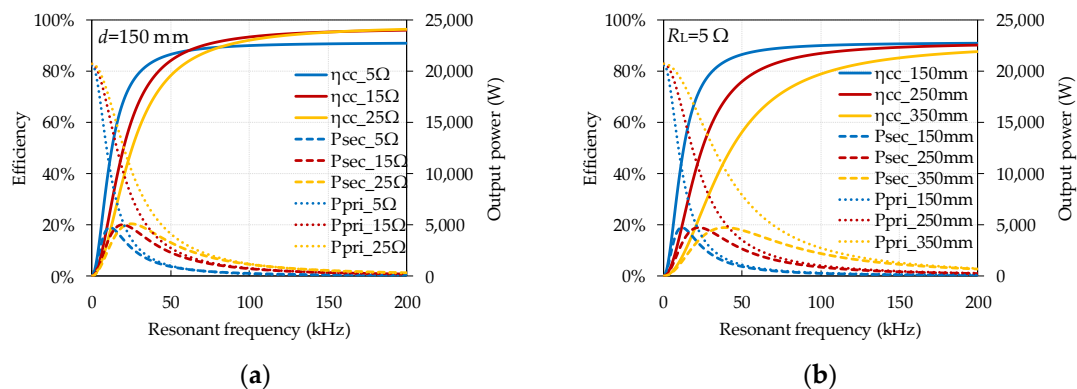 100%
80%
60%
40%
20%
0%
Efficiency
d=150 mm
ηcc_5Ω
ηcc_15Ω
ηcc_25Ω
Psec_5Ω
Psec_15Ω
Psec_25Ω
Ppri_5Ω
Ppri_15Ω
Ppri_25Ω
25,000
20,000
15,000
10,000
5,000
0
Output power (W)
0 50 100 150 200
Resonant frequency (kHz)
(a)
100%
80%
60%
40%
20%
0%
Efficiency
RL=5 Ω
ηcc_150mm
ηcc_250mm
ηcc_350mm
Psec_150mm
Psec_250mm
Psec_350mm
Ppri_150mm
Ppri_250mm
Ppri_350mm
25,000
20,000
15,000
10,000
5,000
0
Output power (W)
0 50 100 150 200
Resonant frequency (kHz)
(b)